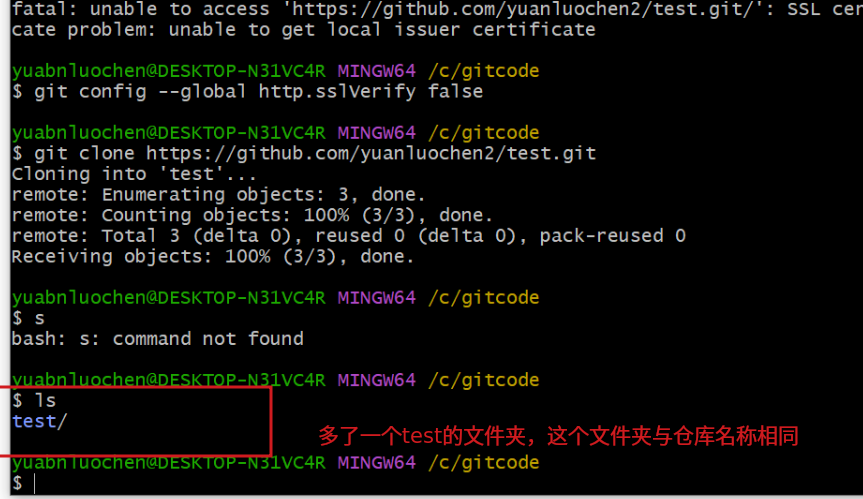 fatal: unable to access 'https://github.com/yuanluochen2/test.git/': SSL cer
cate problem: unable to get local issuer certificate
yuabnluochen@DESKTOP-N31VC4R MINGW64 /c/gitcode
$ git config --global http.sslVerify false
yuabnluochen@DESKTOP-N31VC4R MINGW64 /c/gitcode
$ git clone https://github.com/yuanluochen2/test.git
Cloning into 'test'...
remote: Enumerating objects: 3, done.
remote: Counting objects: 100% (3/3), done.
remote: Total 3 (delta 0), reused 0 (delta 0), pack-reused 0
Receiving objects: 100% (3/3), done.
yuabnluochen@DESKTOP-N31VC4R MINGW64 /c/gitcode
$ s
bash: s: command not found
yuabnluochen@DESKTOP-N31VC4R MINGW64 /c/gitcode
$ ls
test/
多了一个test的文件夹，这个文件夹与仓库名称相同
yuabnluochen@DESKTOP-N31VC4R MINGW64 /c/gitcode
$